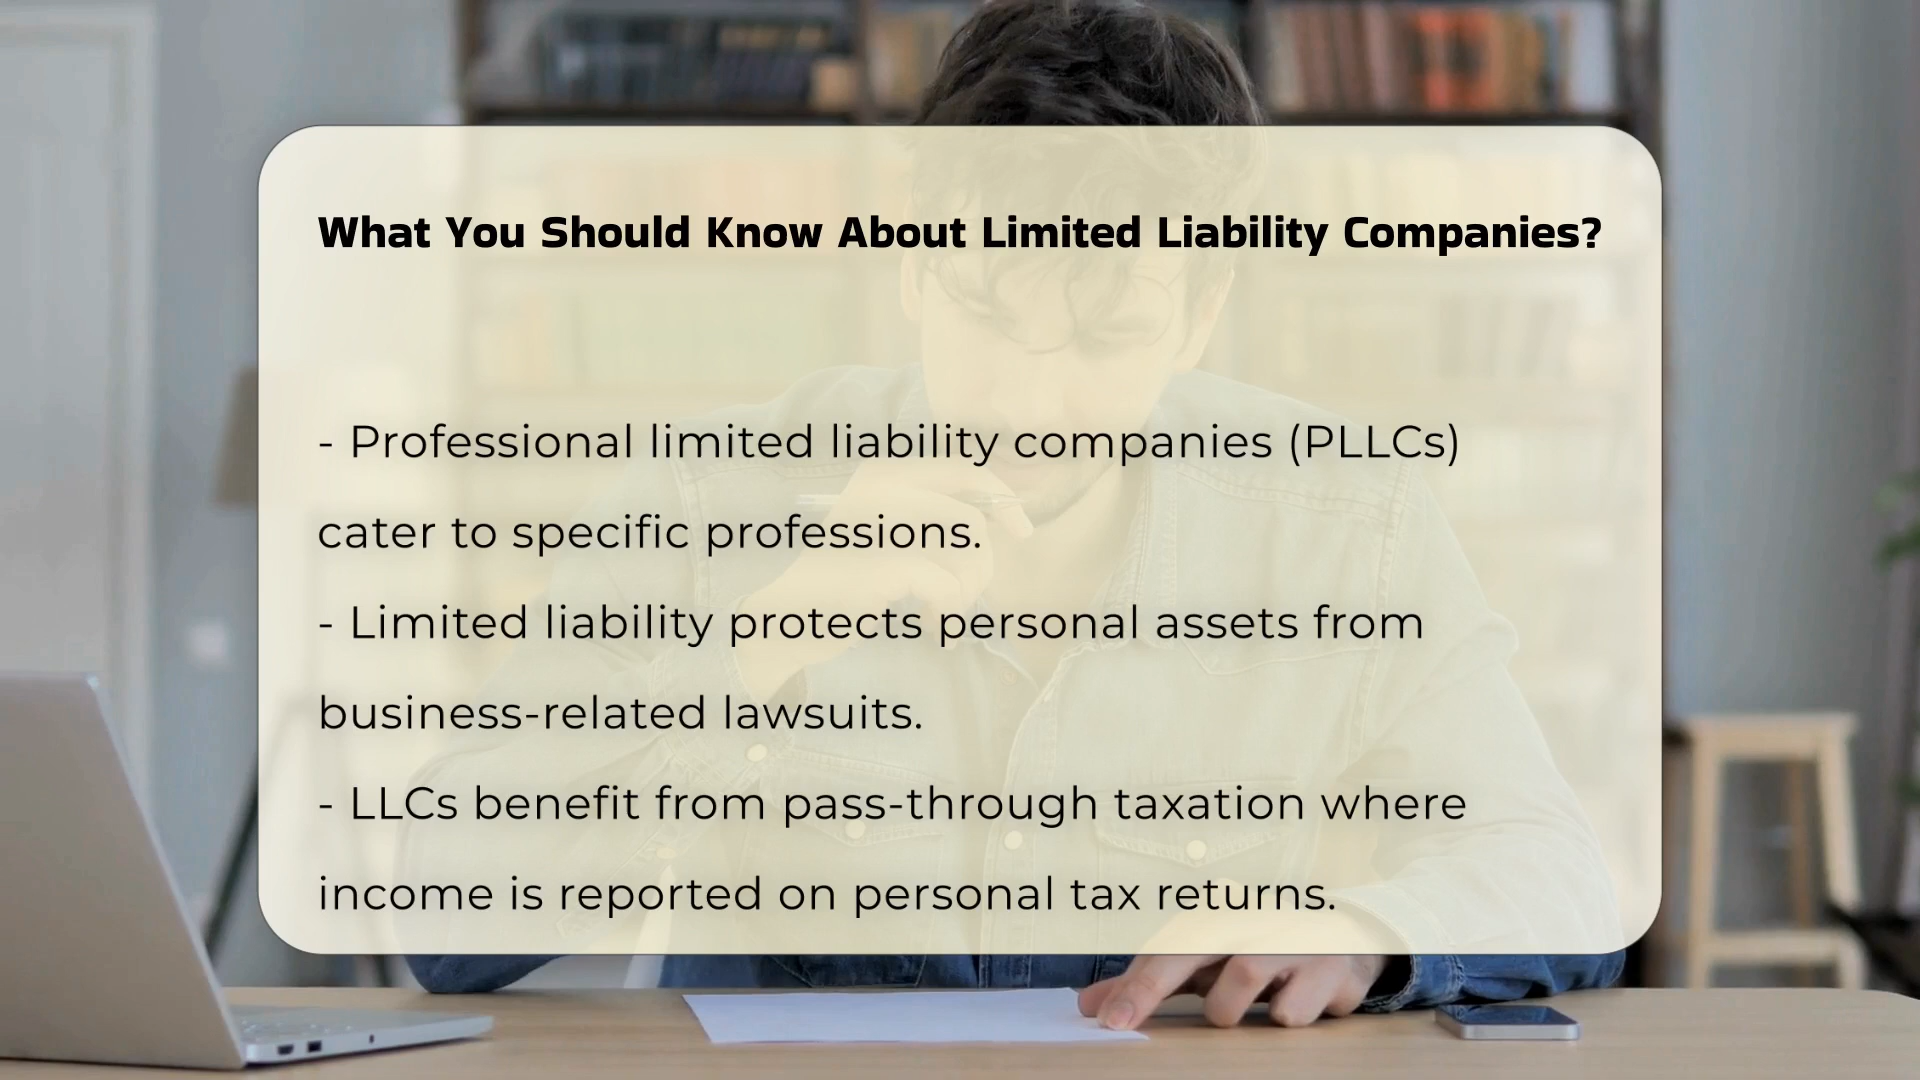 What You Should Know About Limited Liability Companies?
- Professional limited liability companies (PLLCs)
cater to specific professions.
- Limited liability protects personal assets from
business-related lawsuits.
- LLCs benefit from pass-through taxation where
income is reported on personal tax returns.